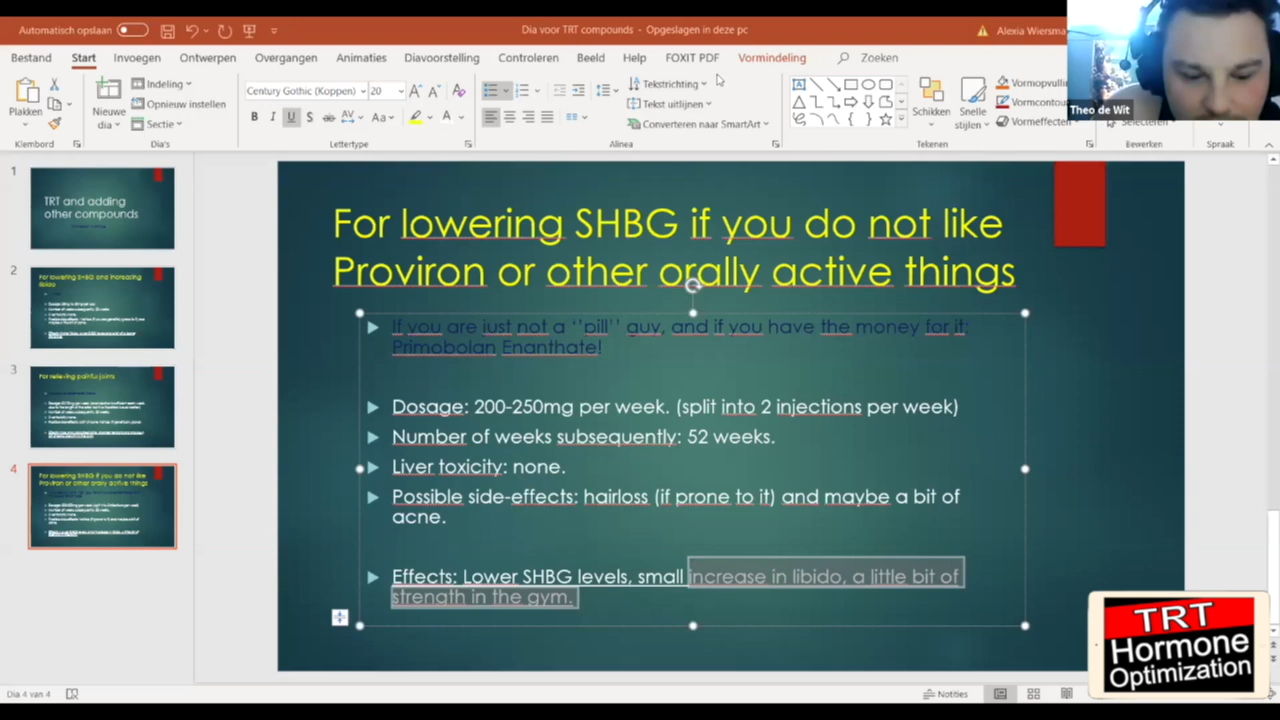 Automatisch opslaan
Dia voor TRT compounds - Opgeslagen in deze pc
Alexia Wiersm
Bestand Start Invoegen Ontwerpen Overgangen Animaties Diavoorstelling Controleren Beeld Help FOXIT PDF Vormindeling Zoeken
Plakken
Nieuwe
dia
Indeling
Opnieuw instellen
Sectie
Century Gothic (Koppen) 20
Tekstrichting
Tekst uitlijnen
Converteren naar SmartArt
Schikken
Snelle
stijlen
Vormopvull
Vormcontou
Vormeffecten
Selecteren
Theo de Wit
Klembord Dia's Lettertype Alinea Tekenen Bewerken Spraak
1
TRT and adding
other compounds
2
For lowering SHBG and increasing
libido
3
For relieving painful joints
4
For lowering SHBG if you do not like
Proviron or other orally active things
For lowering SHBG if you do not like
Proviron or other orally active things
If you are just not a ''pill'' guy, and if you have the money for it:
Primobolan Enanthate!
Dosage: 200-250mg per week. (split into 2 injections per week)
Number of weeks subsequently: 52 weeks.
Liver toxicity: none.
Possible side-effects: hairloss (if prone to it) and maybe a bit of
acne.
Effects: Lower SHBG levels, small increase in libido, a little bit of
strength in the gym.
TRT
Hormone
Optimization
Dia 4 van 4
Notities